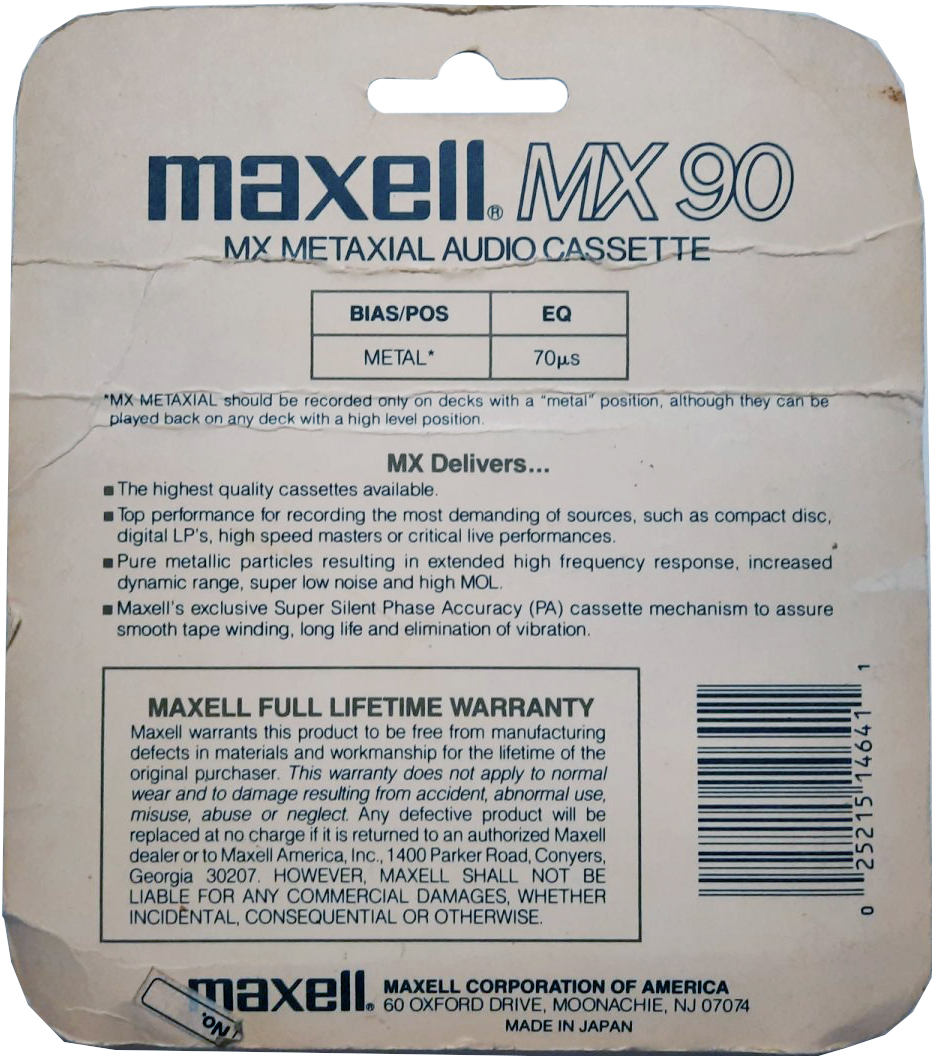 maxell® MX 90
MX METAXIAL AUDIO CASSETTE
BIAS/POS EQ
METAL* 70µs
*MX METAXIAL should be recorded only on decks with a "metal" position, although they can be
played back on any deck with a high level position.
MX Delivers...
■ The highest quality cassettes available.
■ Top performance for recording the most demanding of sources, such as compact disc,
digital LP's, high speed masters or critical live performances.
■ Pure metallic particles resulting in extended high frequency response, increased
dynamic range, super low noise and high MOL.
■ Maxell's exclusive Super Silent Phase Accuracy (PA) cassette mechanism to assure
smooth tape winding, long life and elimination of vibration.
MAXELL FULL LIFETIME WARRANTY
Maxell warrants this product to be free from manufacturing
defects in materials and workmanship for the lifetime of the
original purchaser. This warranty does not apply to normal
wear and to damage resulting from accident, abnormal use,
misuse, abuse or neglect. Any defective product will be
replaced at no charge if it is returned to an authorized Maxell
dealer or to Maxell America, Inc., 1400 Parker Road, Conyers,
Georgia 30207. HOWEVER, MAXELL SHALL NOT BE
LIABLE FOR ANY COMMERCIAL DAMAGES, WHETHER
INCIDENTAL, CONSEQUENTIAL OR OTHERWISE.
0 25215 14641 1
maxell®
MAXELL CORPORATION OF AMERICA
60 OXFORD DRIVE, MOONACHIE, NJ 07074
MADE IN JAPAN
No.